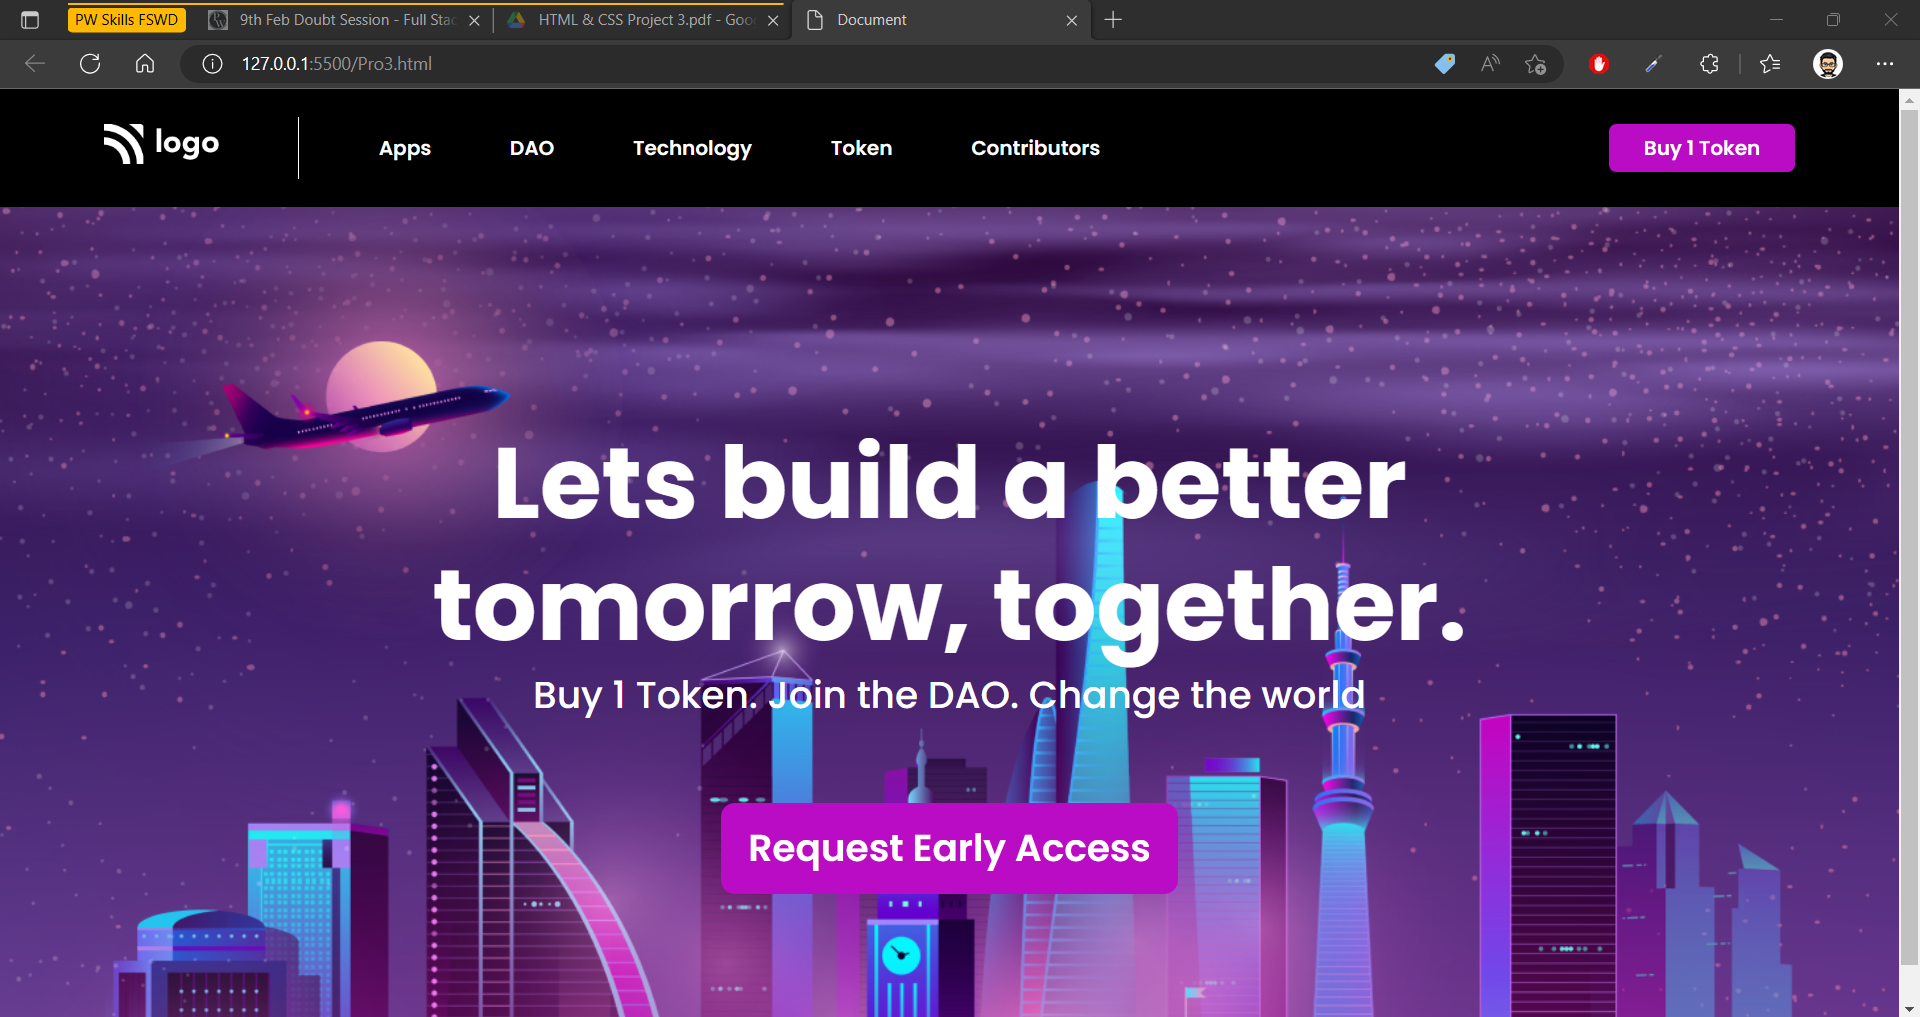 PW Skills FSWD
9th Feb Doubt Session - Full Stac
HTML & CSS Project 3.pdf - Goo
Document
127.0.0.1:5500/Pro3.html
logo
Apps
DAO
Technology
Token
Contributors
Buy 1 Token
Lets build a better
tomorrow, together.
Buy 1 Token. Join the DAO. Change the world
Request Early Access